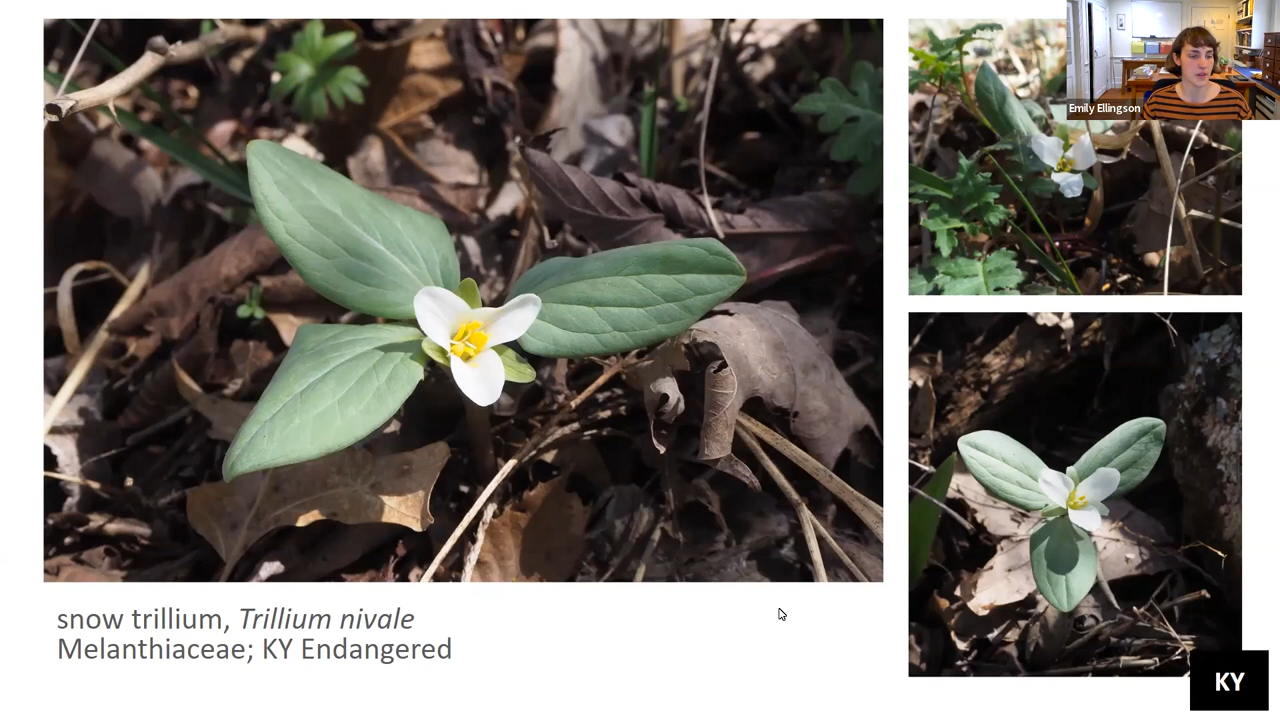 Emily Ellingson
snow trillium, Trillium nivale
Melanthiaceae; KY Endangered
KY